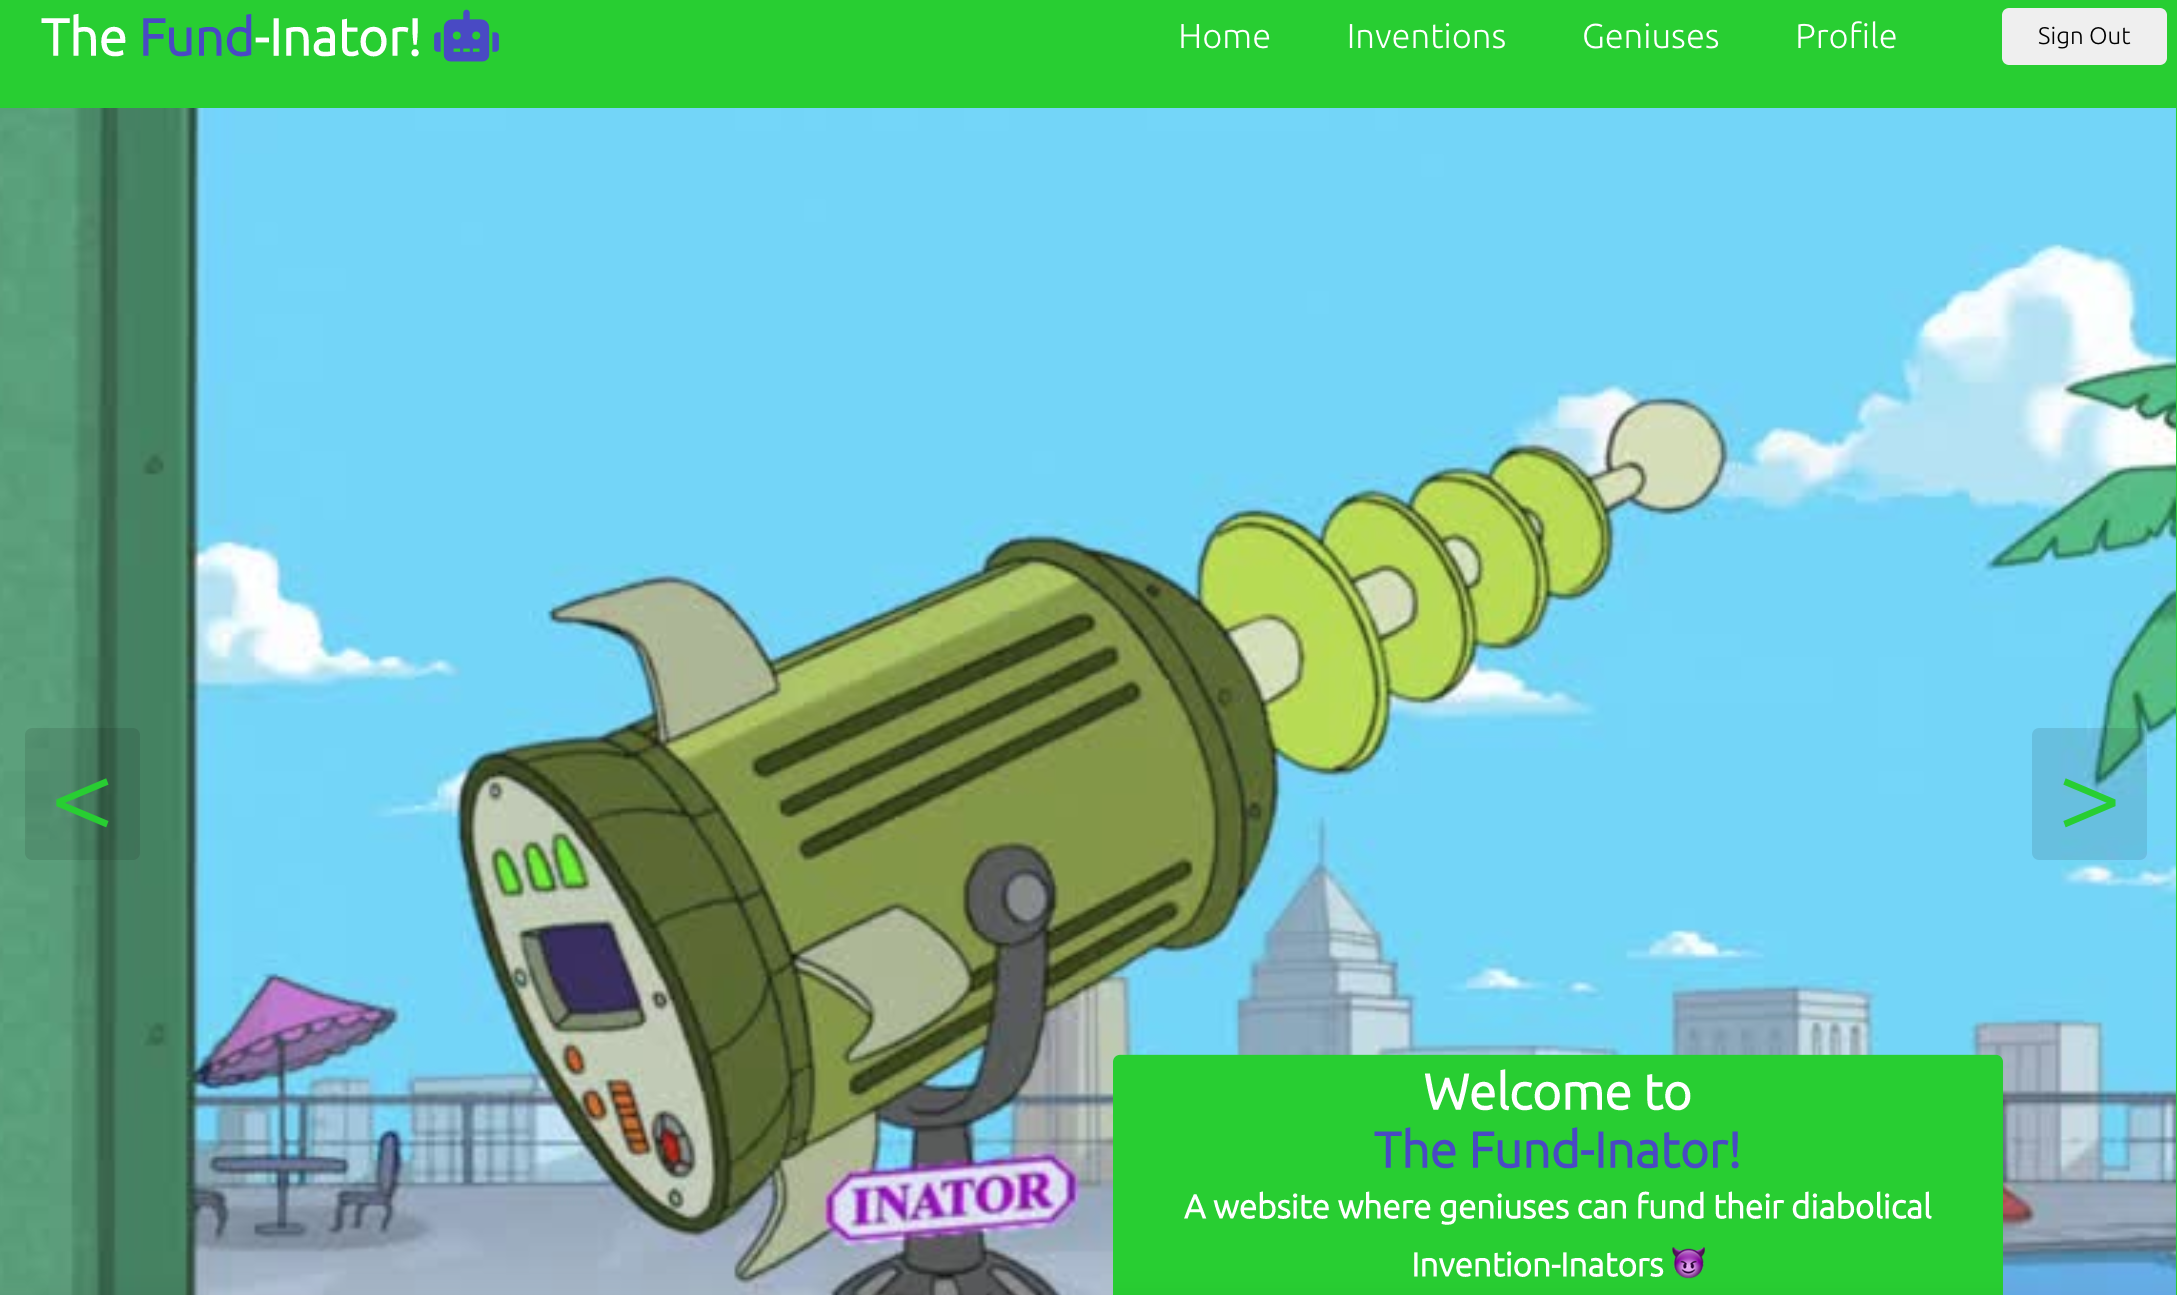 The Fund-Inator!
Home Inventions Geniuses Profile Sign Out
<
>
INATOR
Welcome to
The Fund-Inator!
A website where geniuses can fund their diabolical
Invention-Inators 😈